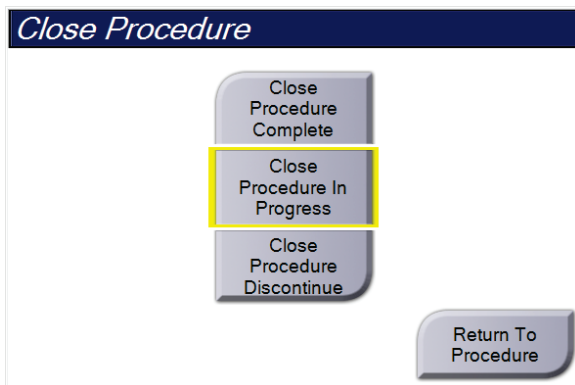 Close Procedure
Close
Procedure
Complete
Close
Procedure In
Progress
Close
Procedure
Discontinue
Return To
Procedure